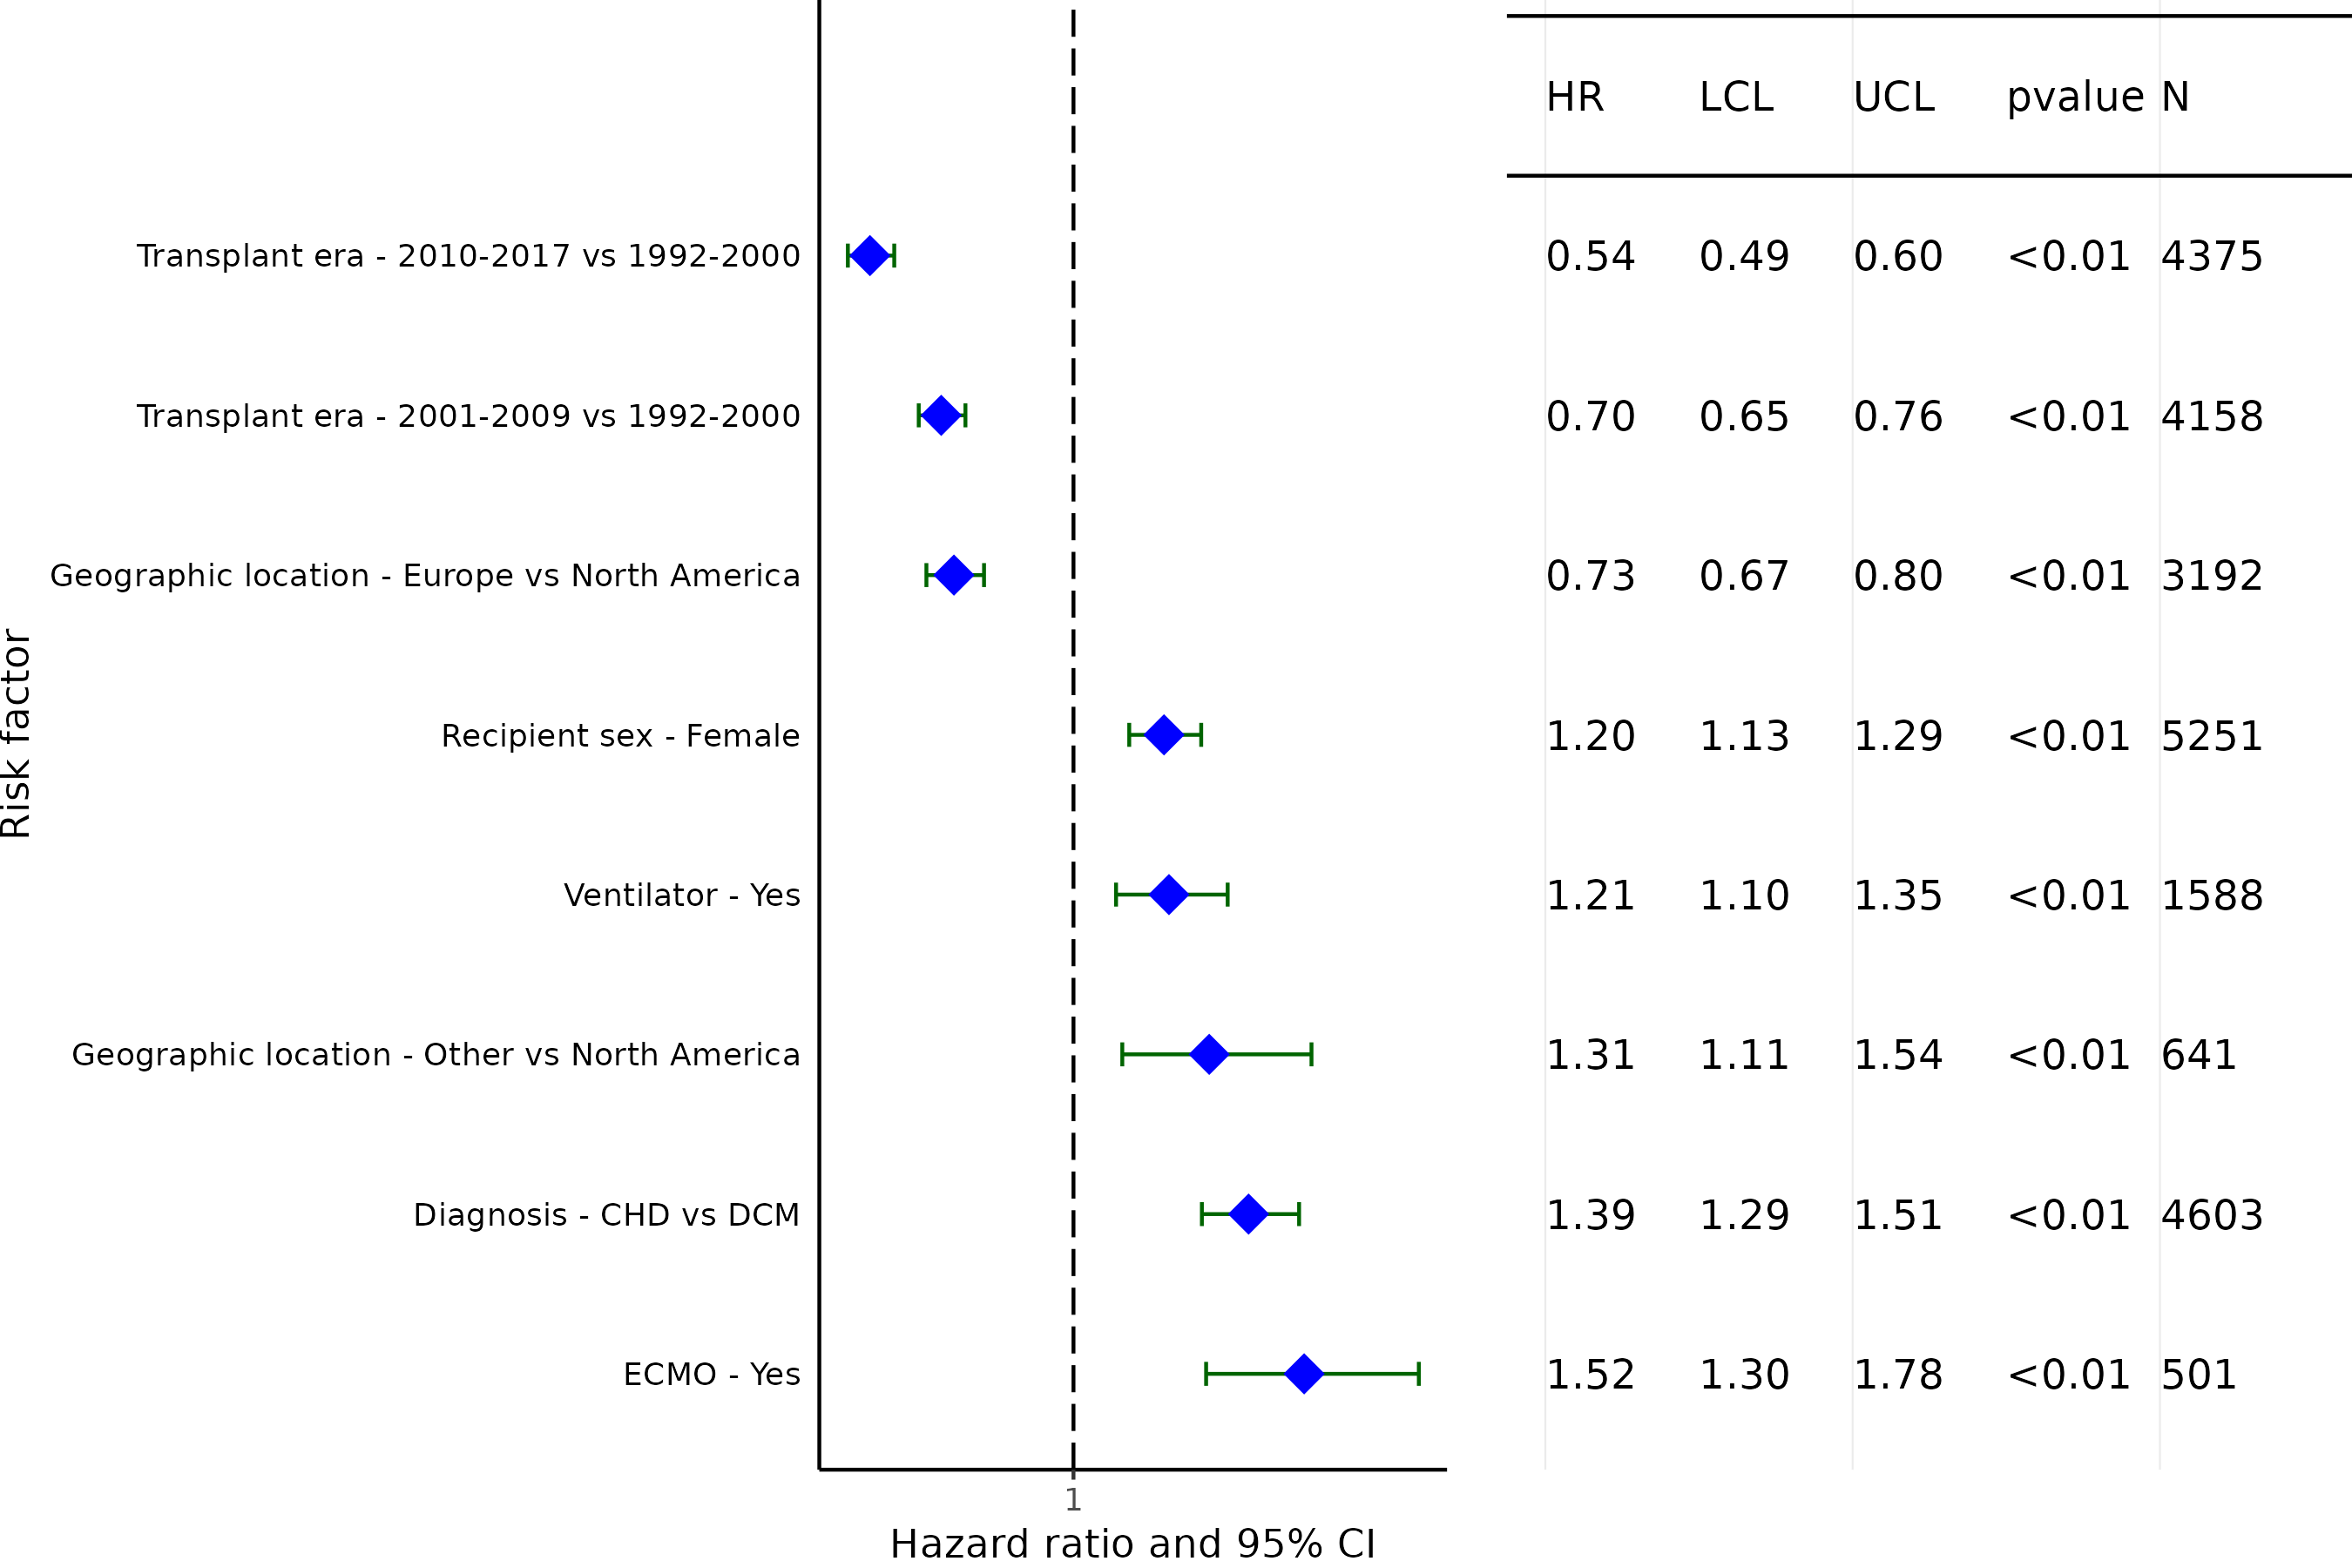 HR LCL UCL pvalue N
Transplant era - 2010-2017 vs 1992-2000 0.54 0.49 0.60 <0.01 4375
Transplant era - 2001-2009 vs 1992-2000 0.70 0.65 0.76 <0.01 4158
Geographic location - Europe vs North America 0.73 0.67 0.80 <0.01 3192
Recipient sex - Female 1.20 1.13 1.29 <0.01 5251
Ventilator - Yes 1.21 1.10 1.35 <0.01 1588
Geographic location - Other vs North America 1.31 1.11 1.54 <0.01 641
Diagnosis - CHD vs DCM 1.39 1.29 1.51 <0.01 4603
ECMO - Yes 1.52 1.30 1.78 <0.01 501
Risk factor
1
Hazard ratio and 95% CI